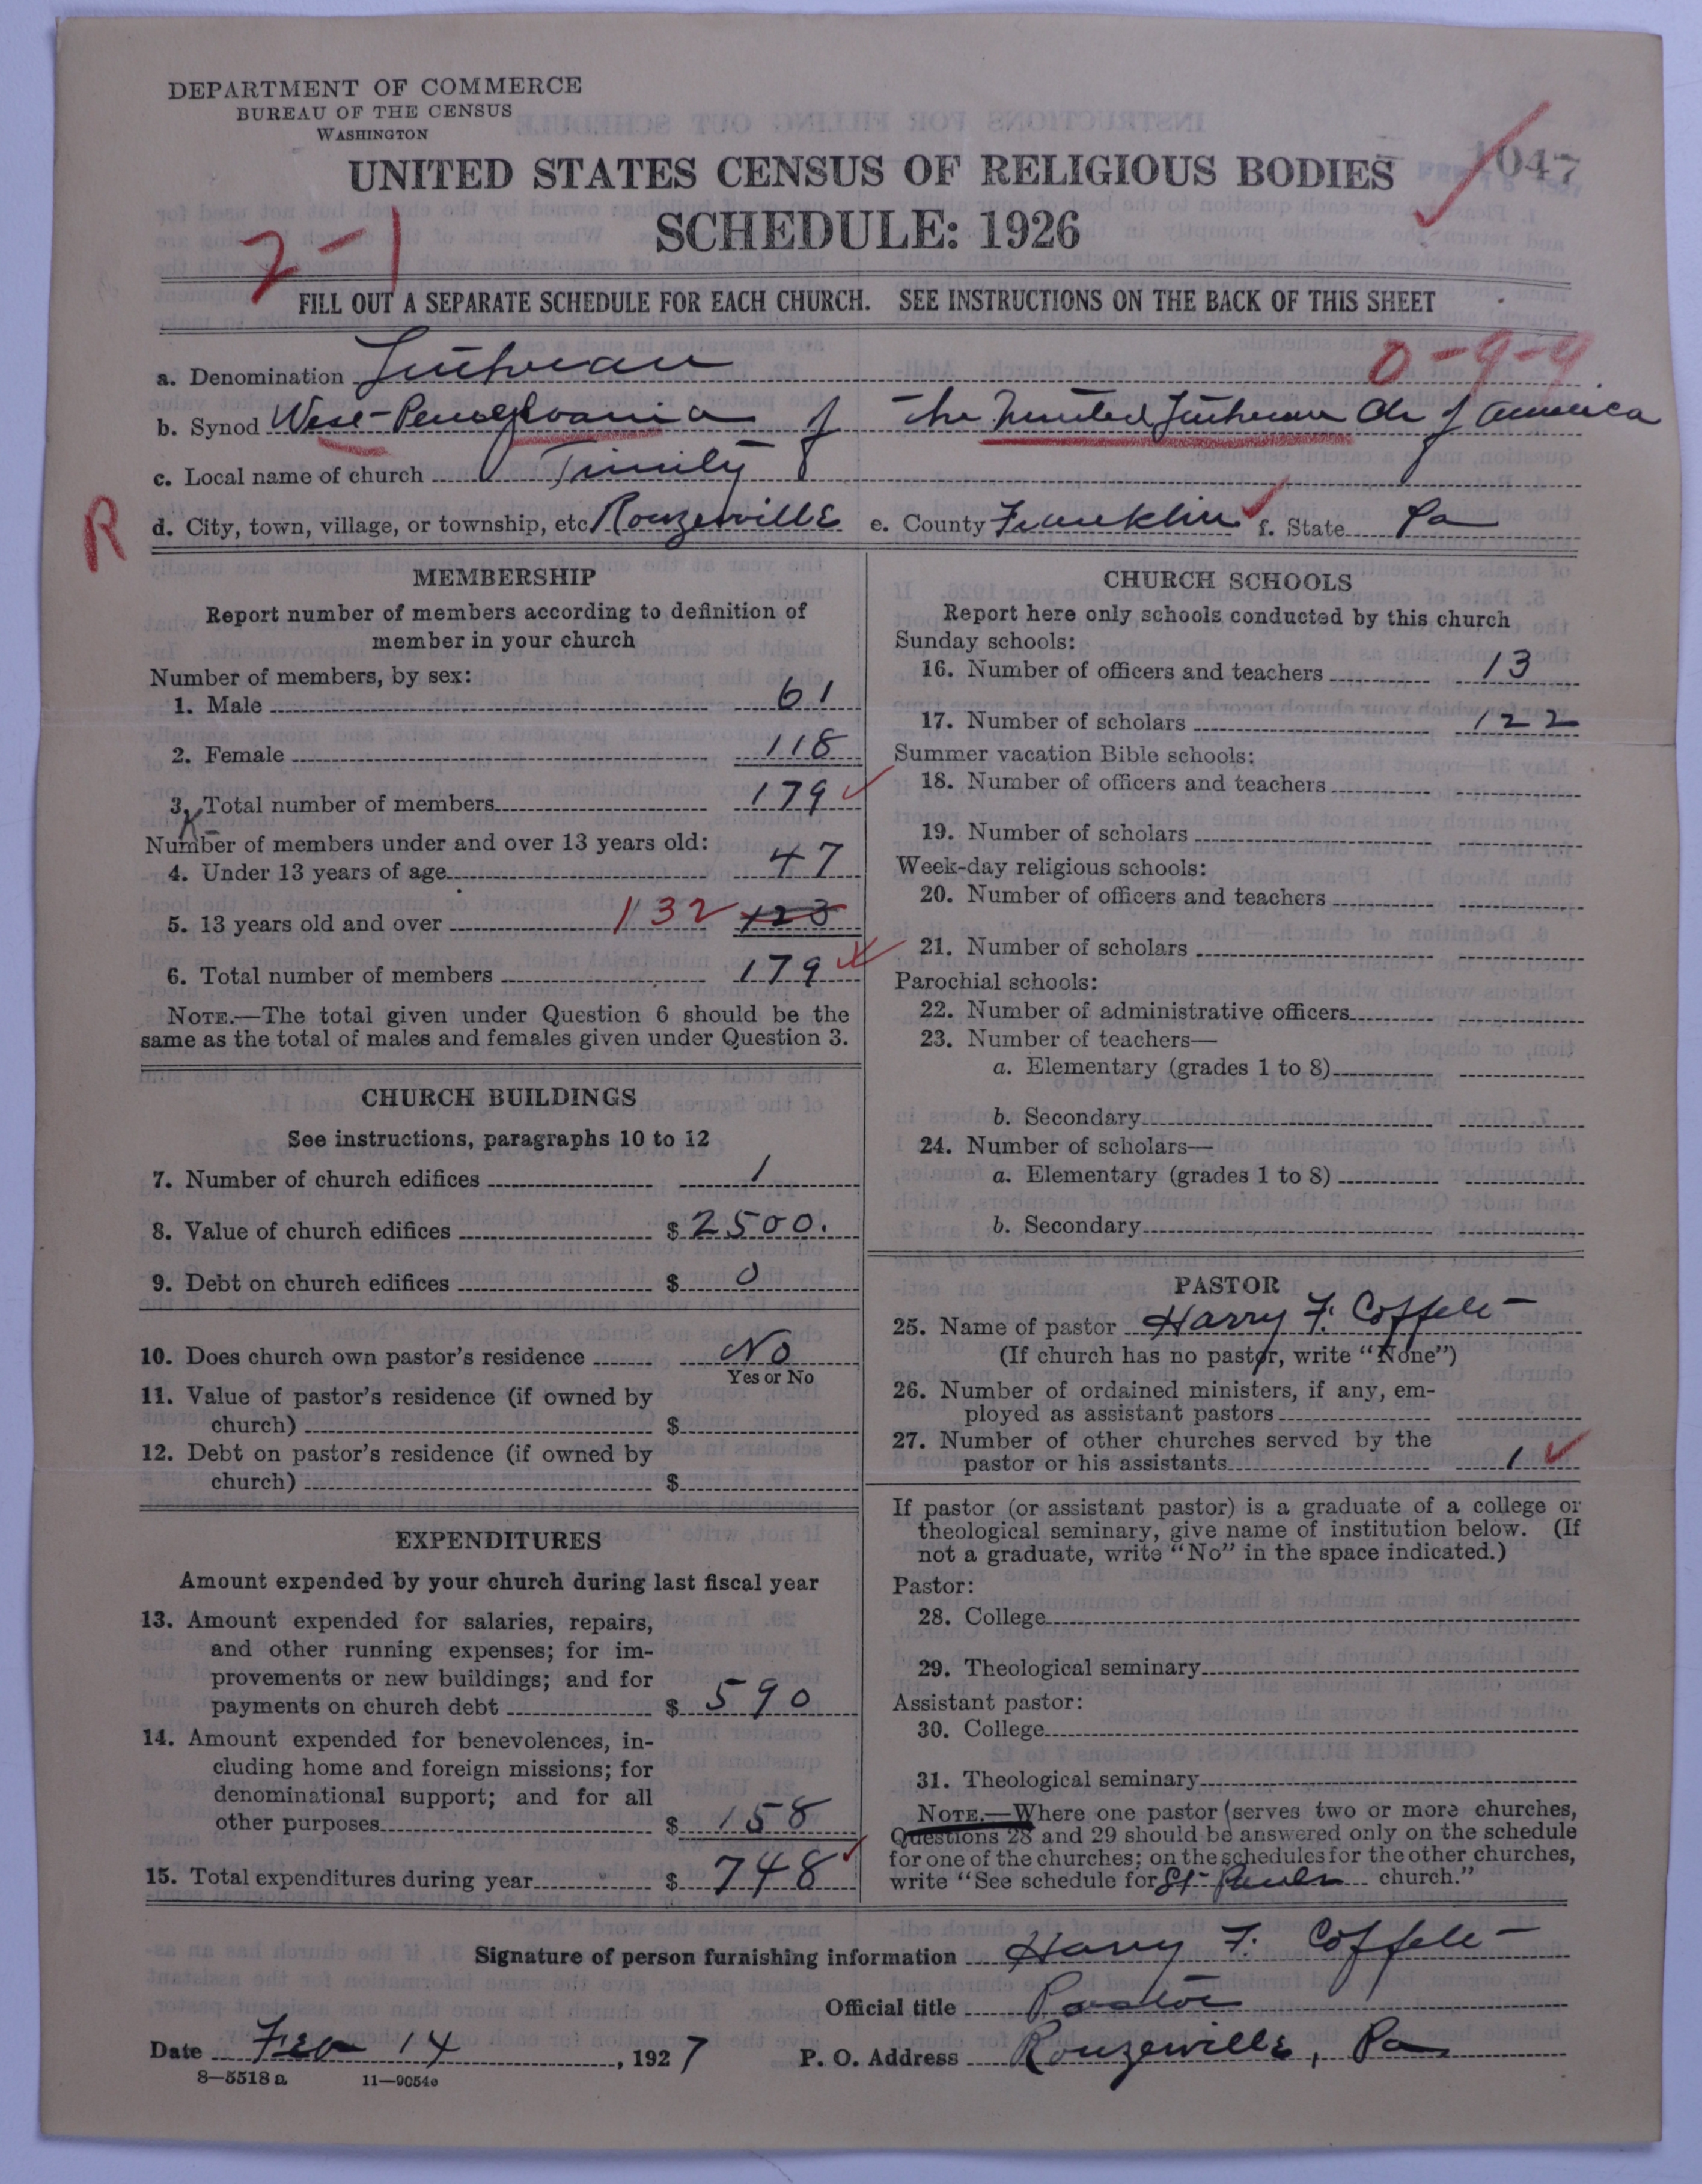 DEPARTMENT OF COMMERCE
BUREAU OF THE CENSUS
WASHINGTON
UNITED STATES CENSUS OF RELIGIOUS BODIES
1047
SCHEDULE: 1926
2-1
FILL OUT A SEPARATE SCHEDULE FOR EACH CHURCH. SEE INSTRUCTIONS ON THE BACK OF THIS SHEET
0-9-9
a. Denomination Lutheran
b. Synod West-Pennsylvania of the United Lutheran Ch of America
c. Local name of church Trinity
R
d. City, town, village, or township, etc Rouzerville e. County Franklin f. State Pa
MEMBERSHIP
Report number of members according to definition of
member in your church
Number of members, by sex:
1. Male 61
2. Female 118
3. Total number of members 179
Number of members under and over 13 years old:
4. Under 13 years of age 47
5. 13 years old and over 132 123
6. Total number of members 179
NOTE.—The total given under Question 6 should be the
same as the total of males and females given under Question 3.
CHURCH BUILDINGS
See instructions, paragraphs 10 to 12
7. Number of church edifices 1
8. Value of church edifices $ 2500.
9. Debt on church edifices $ 0
10. Does church own pastor's residence No
Yes or No
11. Value of pastor's residence (if owned by
church) $
12. Debt on pastor's residence (if owned by
church) $
EXPENDITURES
Amount expended by your church during last fiscal year
13. Amount expended for salaries, repairs,
and other running expenses; for im-
provements or new buildings; and for
payments on church debt $ 590
14. Amount expended for benevolences, in-
cluding home and foreign missions; for
denominational support; and for all
other purposes $ 158
15. Total expenditures during year $ 748
CHURCH SCHOOLS
Report here only schools conducted by this church
Sunday schools:
16. Number of officers and teachers 13
17. Number of scholars 122
Summer vacation Bible schools:
18. Number of officers and teachers
19. Number of scholars
Week-day religious schools:
20. Number of officers and teachers
21. Number of scholars
Parochial schools:
22. Number of administrative officers
23. Number of teachers—
a. Elementary (grades 1 to 8)
b. Secondary
24. Number of scholars—
a. Elementary (grades 1 to 8)
b. Secondary
PASTOR
25. Name of pastor Harry F. Coffelt
(If church has no pastor, write "None")
26. Number of ordained ministers, if any, em-
ployed as assistant pastors
27. Number of other churches served by the
pastor or his assistants 1
If pastor (or assistant pastor) is a graduate of a college or
theological seminary, give name of institution below. (If
not a graduate, write "No" in the space indicated.)
Pastor:
28. College
29. Theological seminary
Assistant pastor:
30. College
31. Theological seminary
NOTE.—Where one pastor serves two or more churches,
Questions 28 and 29 should be answered only on the schedule
for one of the churches; on the schedules for the other churches,
write "See schedule for St. Pauls church."
Signature of person furnishing information Harry F. Coffelt
Official title Pastor
Date Feb 14, 1927 P. O. Address Rouzerville, Pa
8—5518a 11—9054c